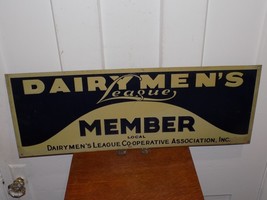 DAIRYMEN'S
League
MEMBER
LOCAL
DAIRYMEN'S LEAGUE CO-OPERATIVE ASSOCIATION, INC.